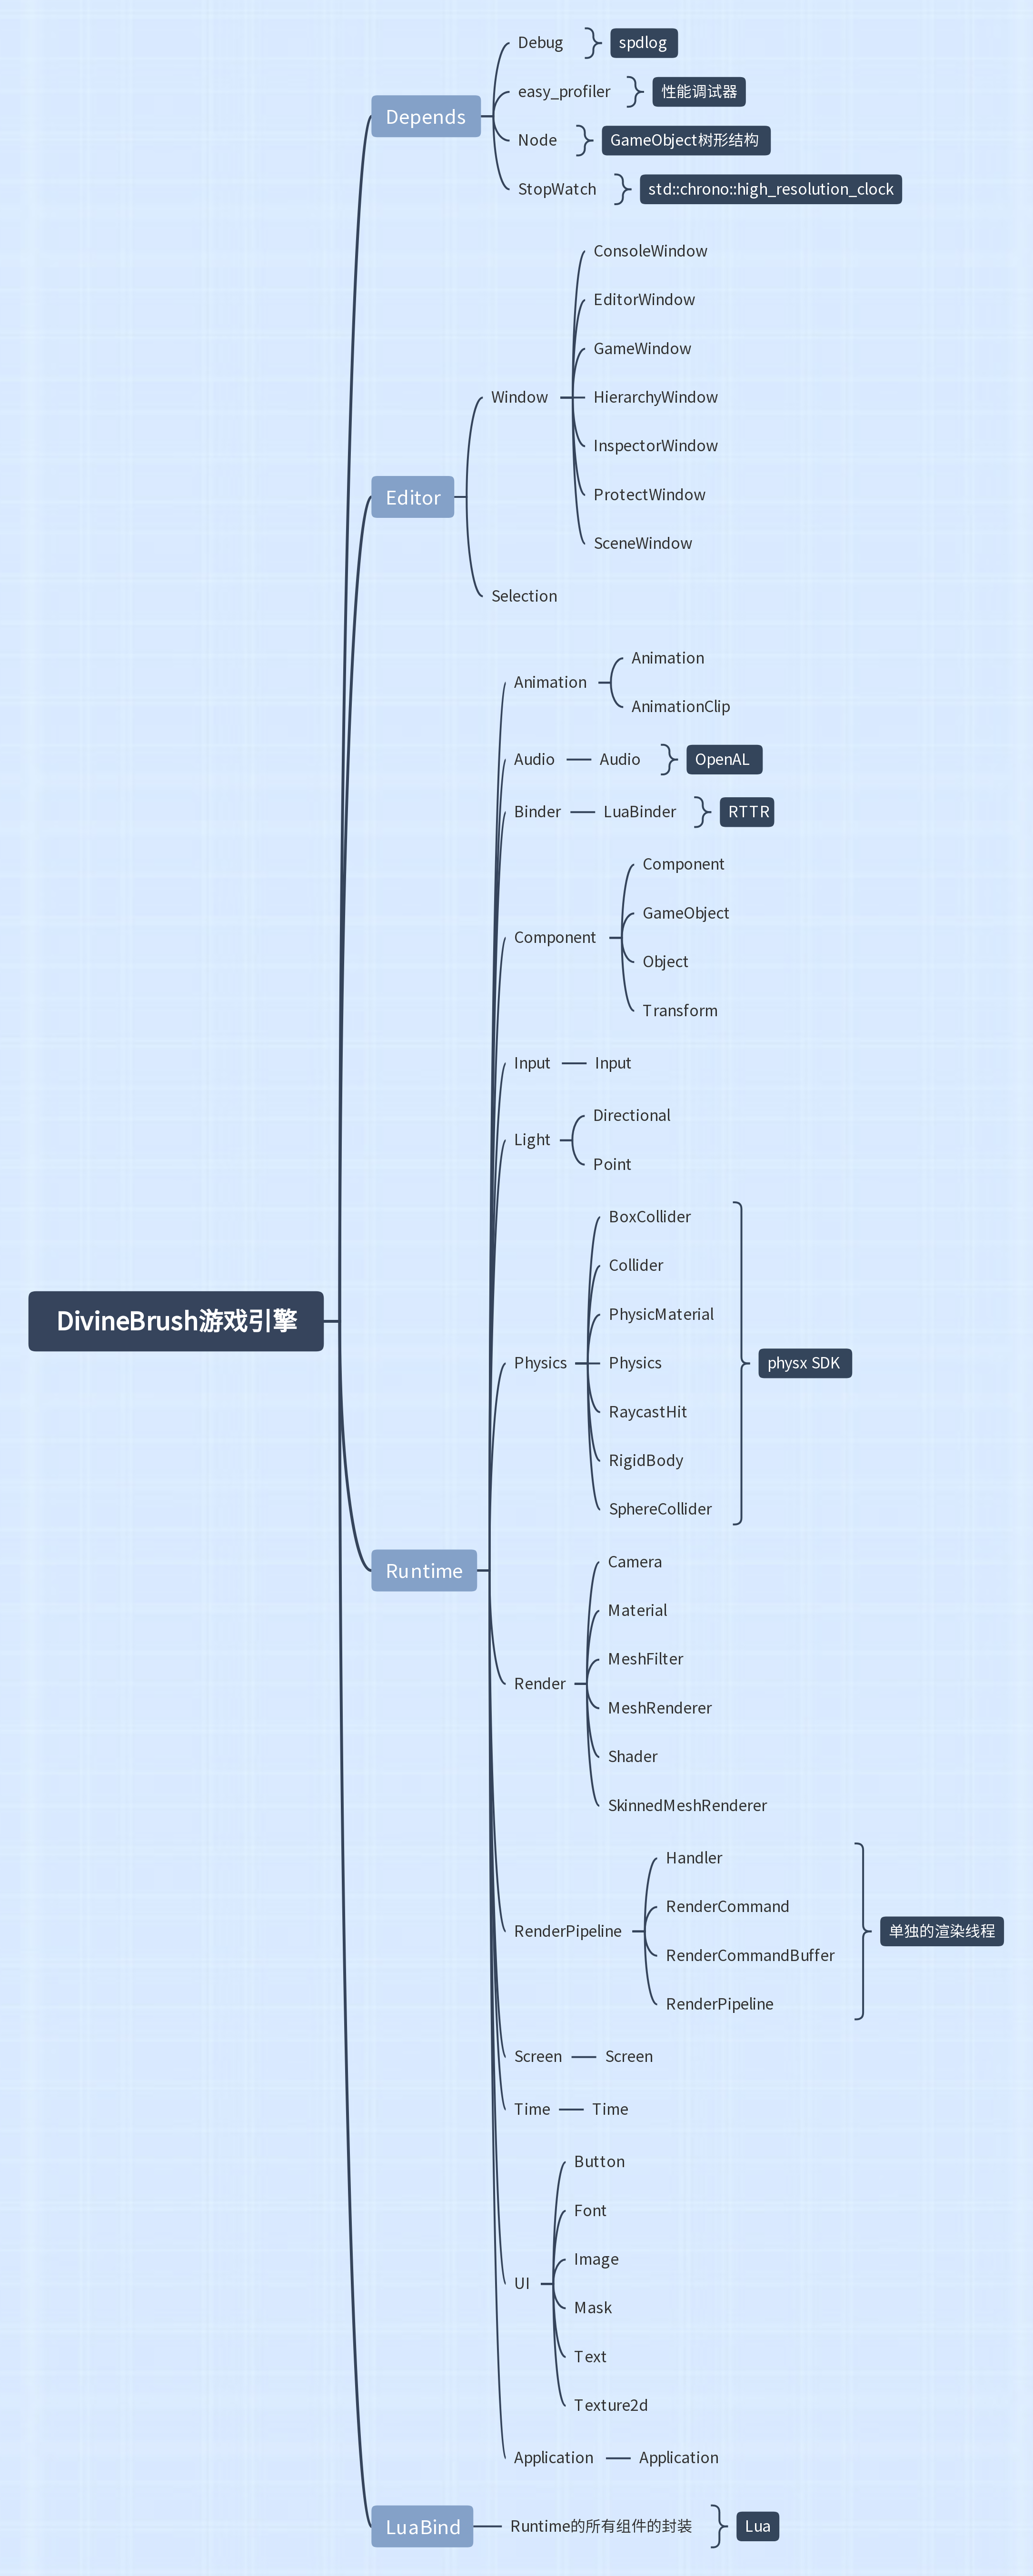 DivineBrush游戏引擎
Depends
Debug
spdlog
easy_profiler
性能调试器
Node
GameObject树形结构
StopWatch
std::chrono::high_resolution_clock
Editor
Window
ConsoleWindow
EditorWindow
GameWindow
HierarchyWindow
InspectorWindow
ProtectWindow
SceneWindow
Selection
Runtime
Animation
Animation
AnimationClip
Audio
Audio
OpenAL
Binder
LuaBinder
RTTR
Component
Component
GameObject
Object
Transform
Input
Input
Light
Directional
Point
Physics
BoxCollider
Collider
PhysicMaterial
Physics
RaycastHit
RigidBody
SphereCollider
physx SDK
Render
Camera
Material
MeshFilter
MeshRenderer
Shader
SkinnedMeshRenderer
RenderPipeline
Handler
RenderCommand
RenderCommandBuffer
RenderPipeline
单独的渲染线程
Screen
Screen
Time
Time
UI
Button
Font
Image
Mask
Text
Texture2d
Application
Application
LuaBind
Runtime的所有组件的封装
Lua